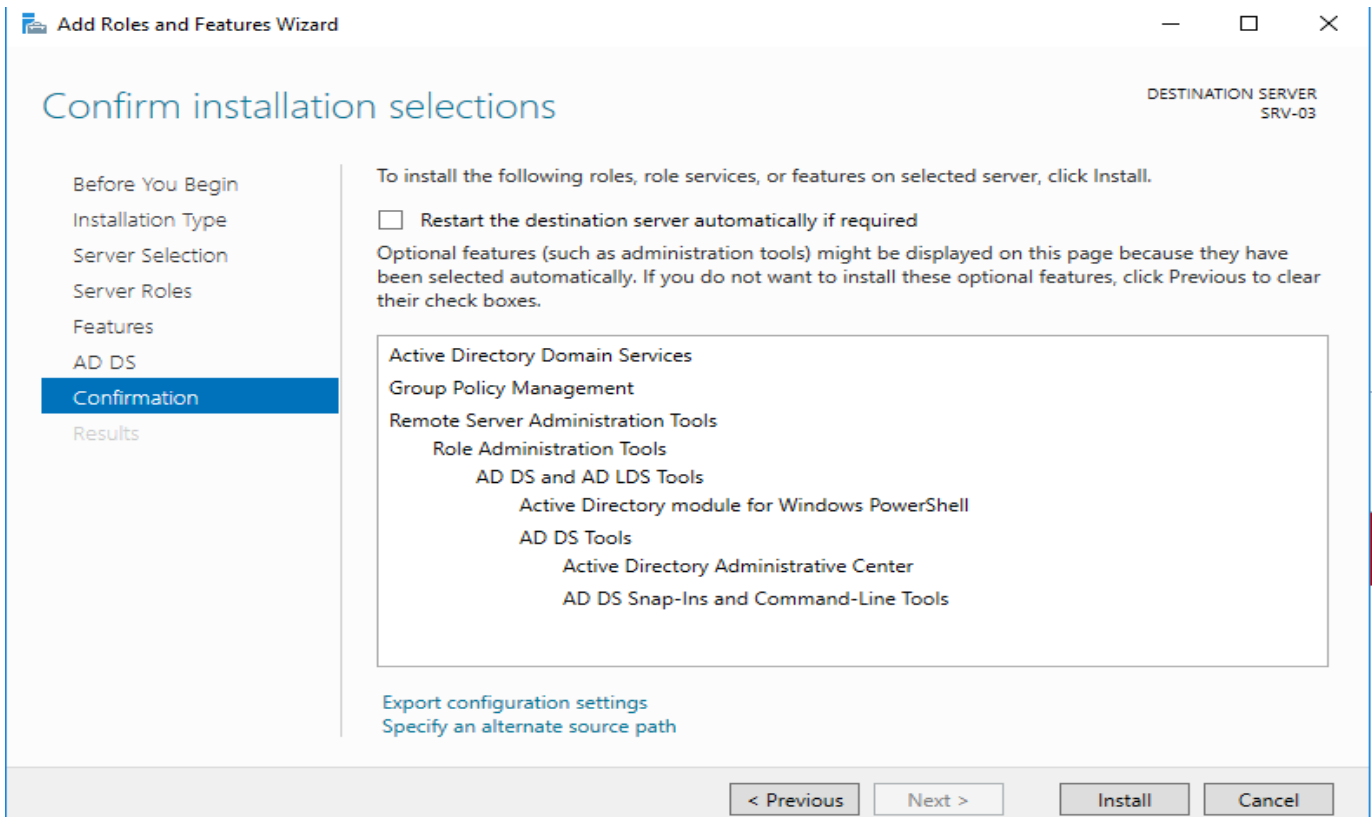 Add Roles and Features Wizard
Confirm installation selections
DESTINATION SERVER
SRV-03
Before You Begin
Installation Type
Server Selection
Server Roles
Features
AD DS
Confirmation
Results
To install the following roles, role services, or features on selected server, click Install.
Restart the destination server automatically if required
Optional features (such as administration tools) might be displayed on this page because they have
been selected automatically. If you do not want to install these optional features, click Previous to clear
their check boxes.
Active Directory Domain Services
Group Policy Management
Remote Server Administration Tools
Role Administration Tools
AD DS and AD LDS Tools
Active Directory module for Windows PowerShell
AD DS Tools
Active Directory Administrative Center
AD DS Snap-Ins and Command-Line Tools
Export configuration settings
Specify an alternate source path
< Previous
Next >
Install
Cancel